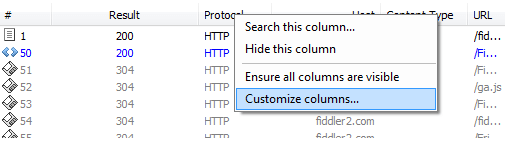 # Result Protocol Host Content Type URL
1 200 HTTP /fid...
Search this column...
50 200 HTTP /Fi...
Hide this column
51 304 HTTP /Fi...
52 304 HTTP /Fi...
Ensure all columns are visible
53 304 HTTP /ga.js
Customize columns...
54 304 HTTP fiddler2.com /Fi...
55 304 HTTP fiddler2.com /Fri...